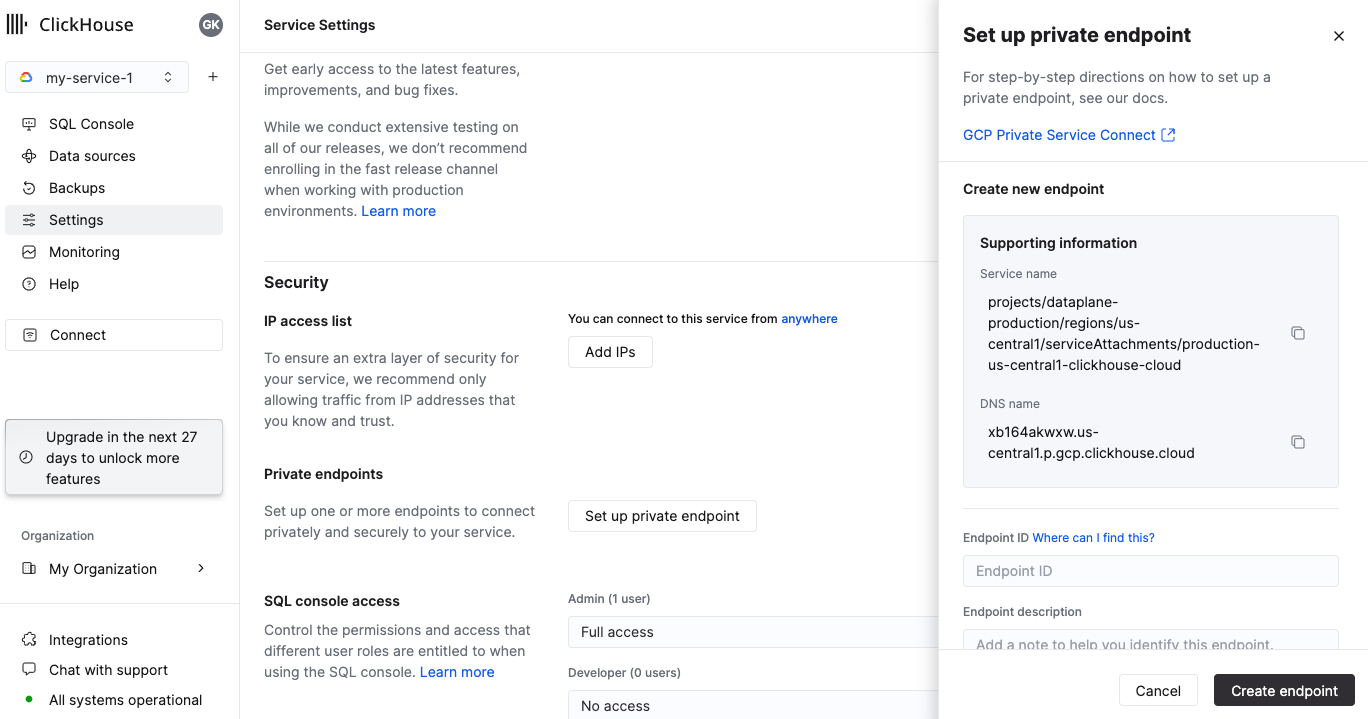 ClickHouse
GK
my-service-1
SQL Console
Data sources
Backups
Settings
Monitoring
Help
Connect
Upgrade in the next 27
days to unlock more
features
Organization
My Organization
Integrations
Chat with support
All systems operational
Service Settings
Get early access to the latest features,
improvements, and bug fixes.
While we conduct extensive testing on
all of our releases, we don’t recommend
enrolling in the fast release channel
when working with production
environments. Learn more
Security
IP access list
To ensure an extra layer of security for
your service, we recommend only
allowing traffic from IP addresses that
you know and trust.
You can connect to this service from anywhere
Add IPs
Private endpoints
Set up one or more endpoints to connect
privately and securely to your service.
Set up private endpoint
SQL console access
Control the permissions and access that
different user roles are entitled to when
using the SQL console. Learn more
Admin (1 user)
Full access
Developer (0 users)
No access
Set up private endpoint
For step-by-step directions on how to set up a
private endpoint, see our docs.
GCP Private Service Connect
Create new endpoint
Supporting information
Service name
projects/dataplane-
production/regions/us-
central1/serviceAttachments/production-
us-central1-clickhouse-cloud
DNS name
xb164akwxw.us-
central1.p.gcp.clickhouse.cloud
Endpoint ID Where can I find this?
Endpoint ID
Endpoint description
Add a note to help you identify this endpoint.
Cancel
Create endpoint